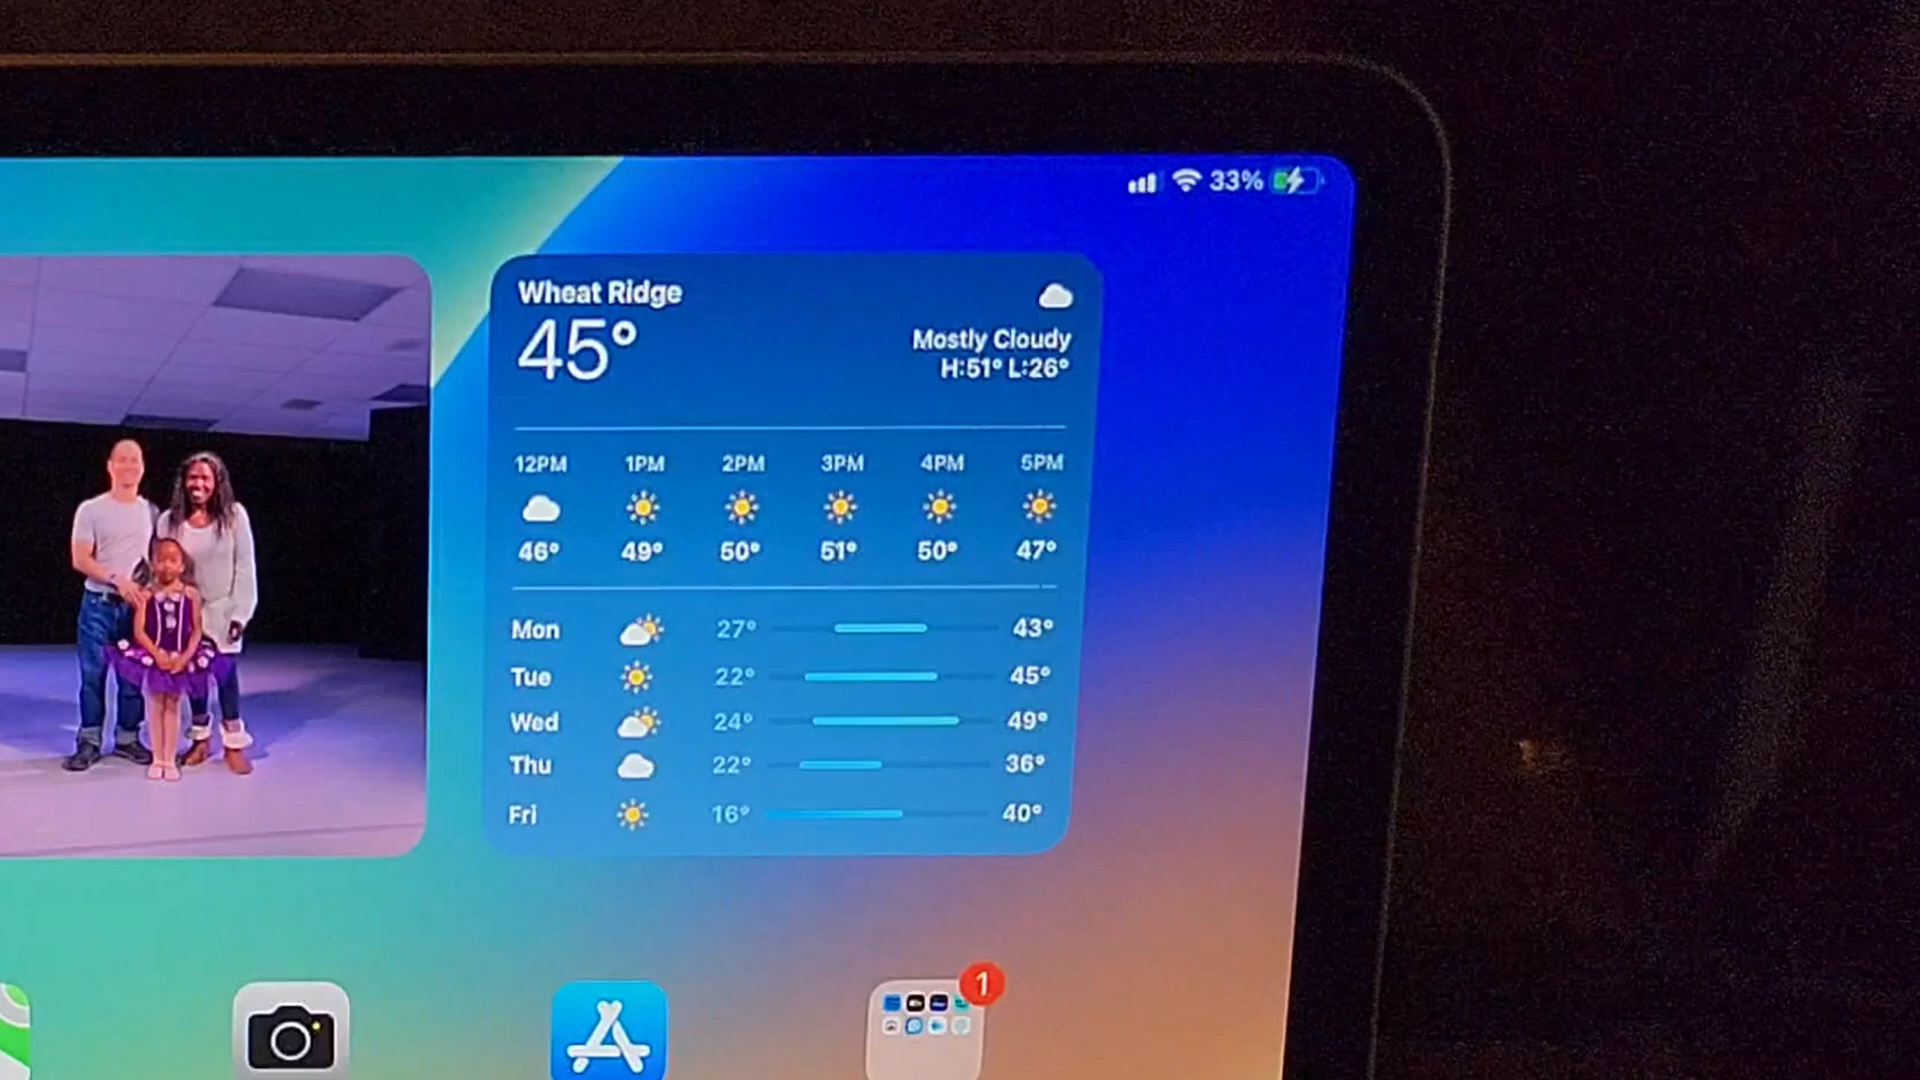 33%
Wheat Ridge
45°
Mostly Cloudy
H:51° L:26°
12PM 1PM 2PM 3PM 4PM 5PM
46° 49° 50° 51° 50° 47°
Mon 27° 43°
Tue 22° 45°
Wed 24° 49°
Thu 22° 36°
Fri 16° 40°
1